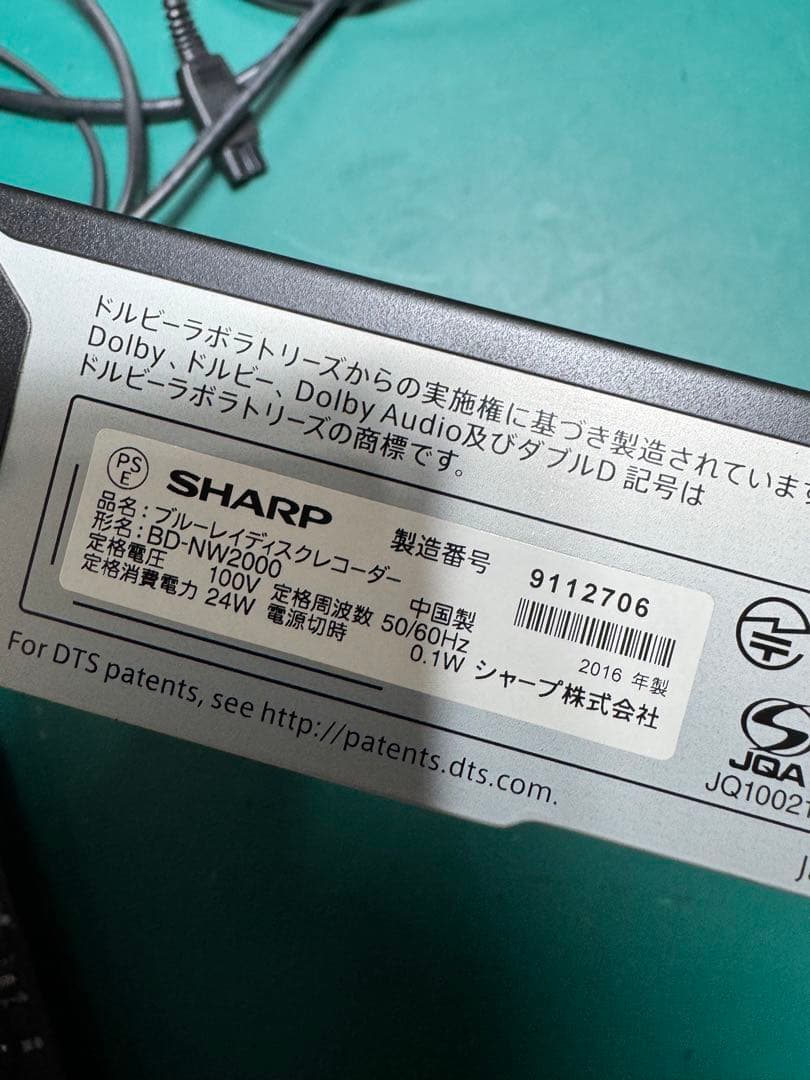 ドルビーラボラトリーズからの実施権に基づき製造されています
Dolby、ドルビー、Dolby Audio及びダブルD 記号は
ドルビーラボラトリーズの商標です。
PS
E
SHARP
製造番号 9112706
品名：ブルーレイディスクレコーダー
形名：BD-NW2000 中国製
定格電圧 100V 定格周波数 50/60Hz
定格消費電力 24W 電源切時 0.1W
2016 年製
シャープ株式会社
For DTS patents, see http://patents.dts.com.
JQA
JQ10021